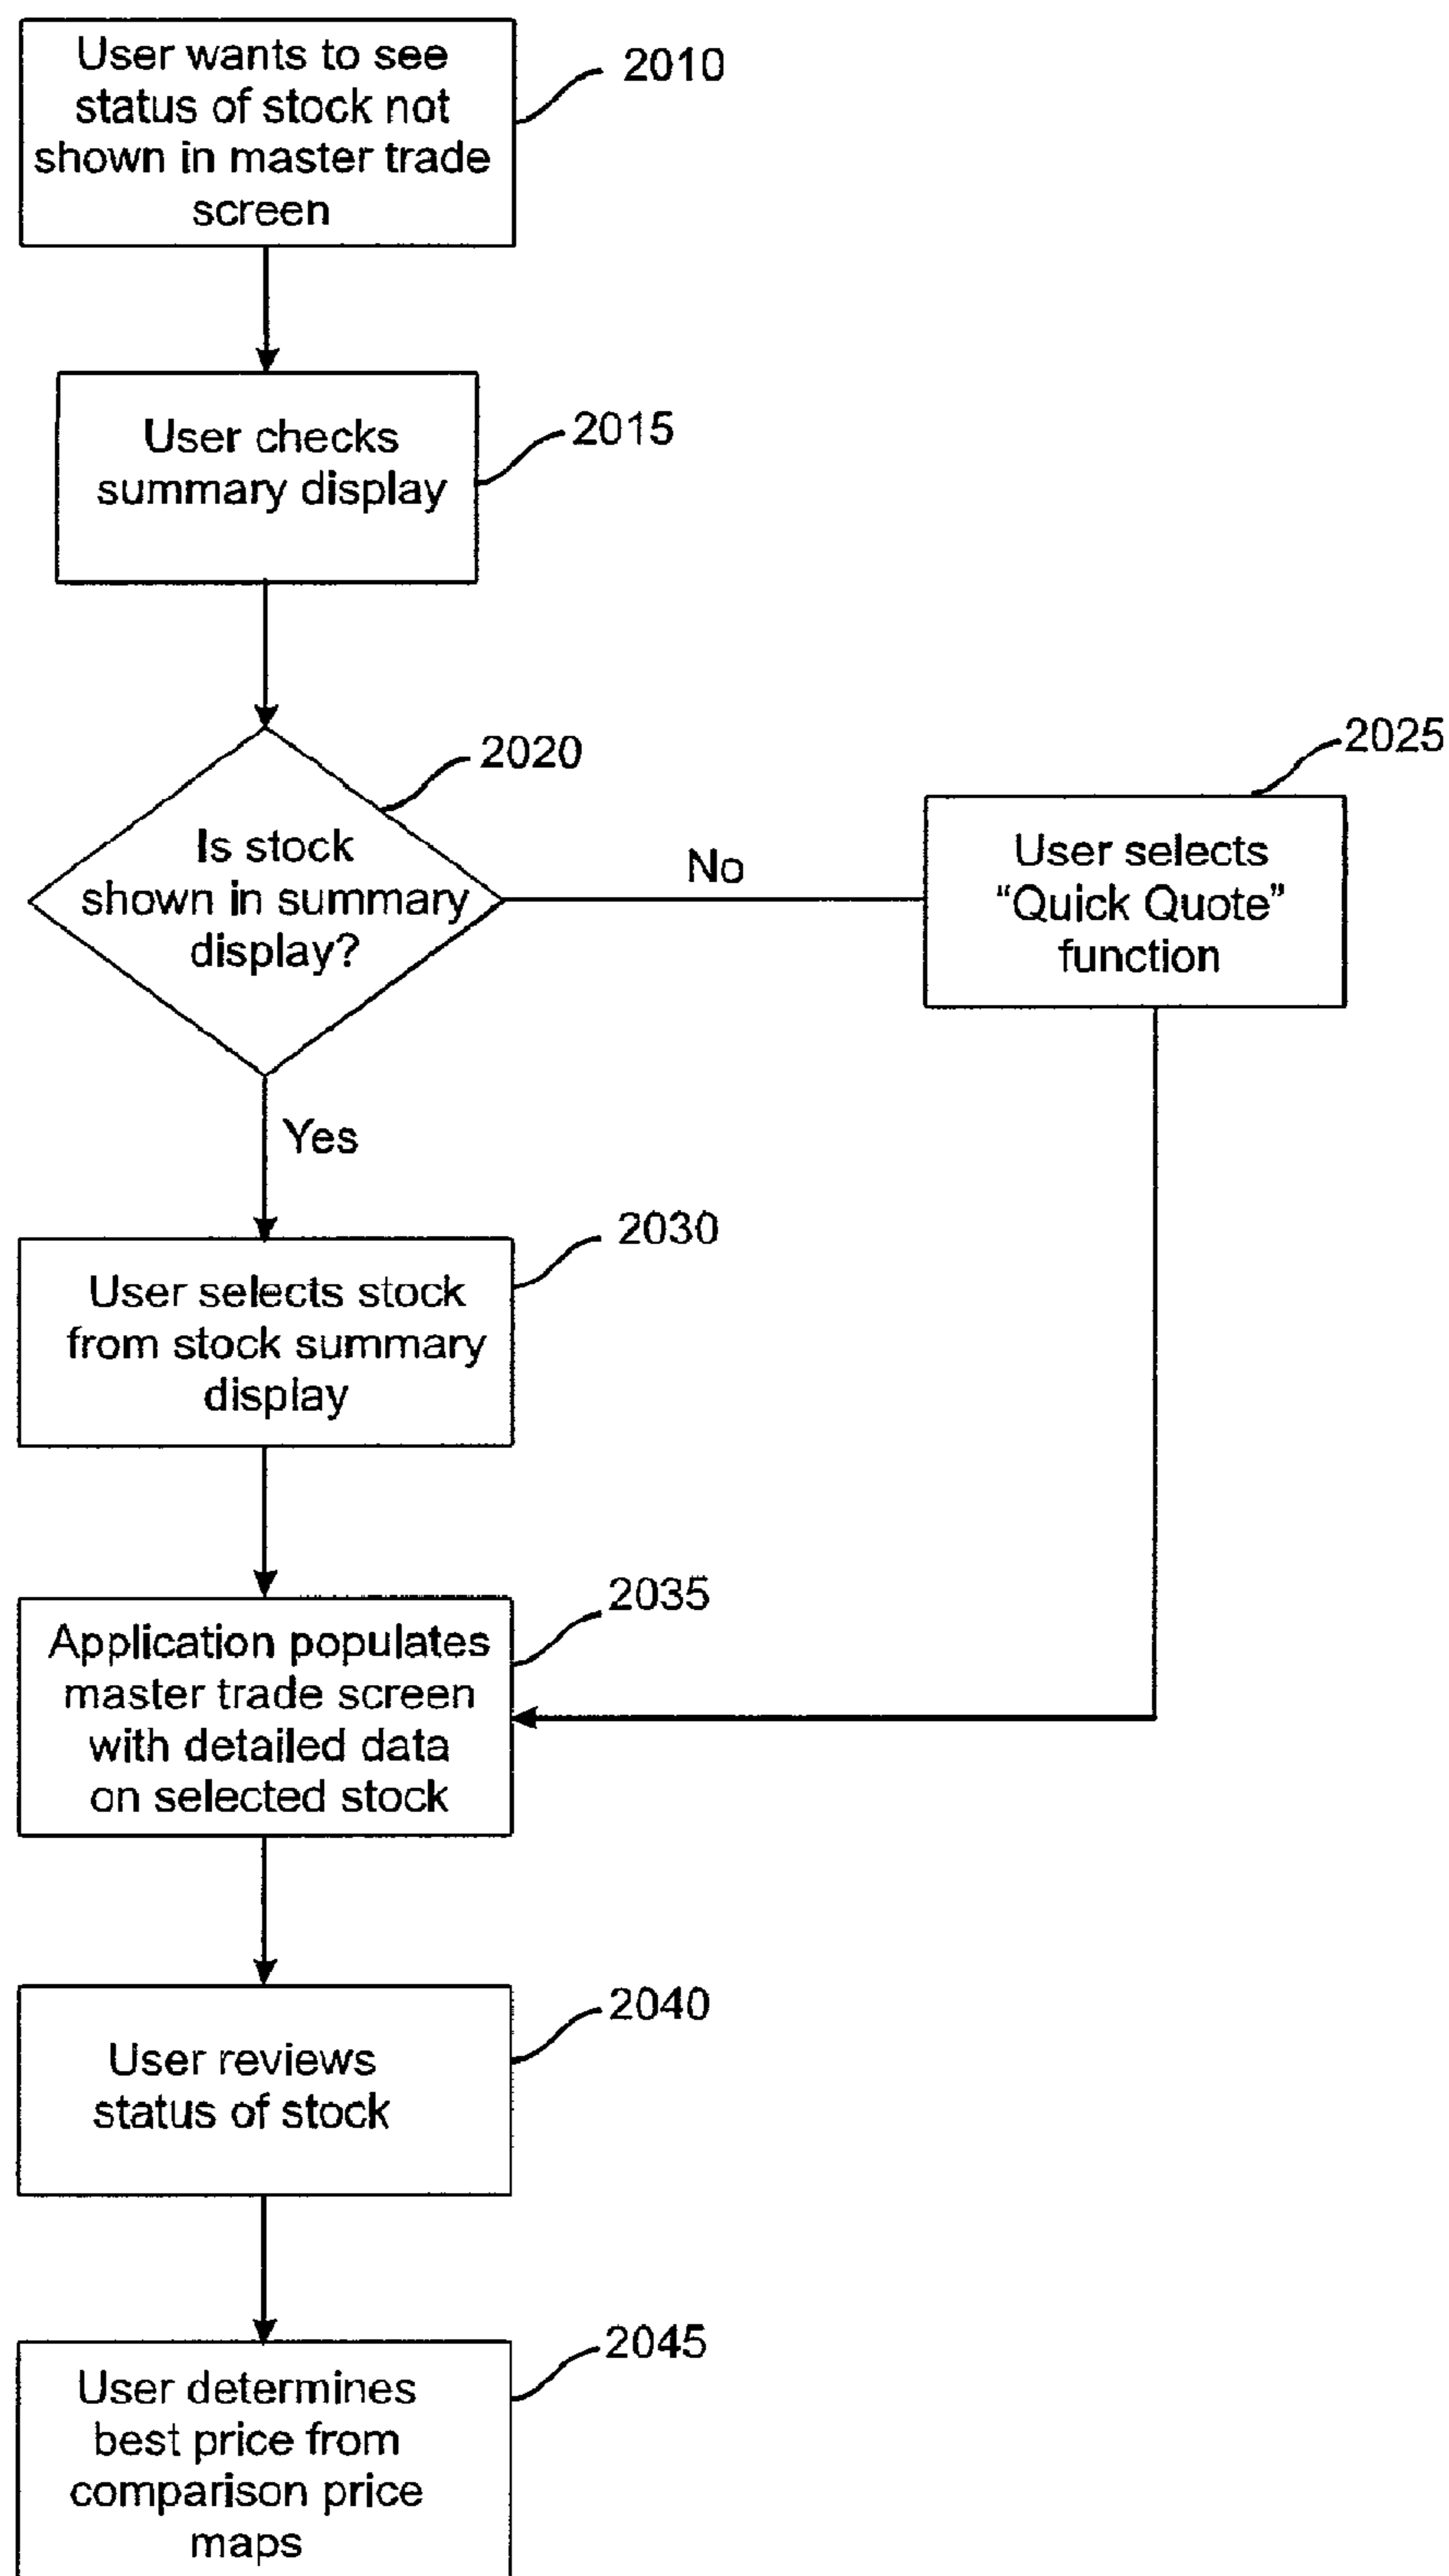 User wants to see
status of stock not
shown in master trade
screen
2010
User checks
summary display
2015
Is stock
shown in summary
display?
2020
No
2025
User selects
“Quick Quote”
function
Yes
2030
User selects stock
from stock summary
display
2035
Application populates
master trade screen
with detailed data
on selected stock
2040
User reviews
status of stock
2045
User determines
best price from
comparison price
maps